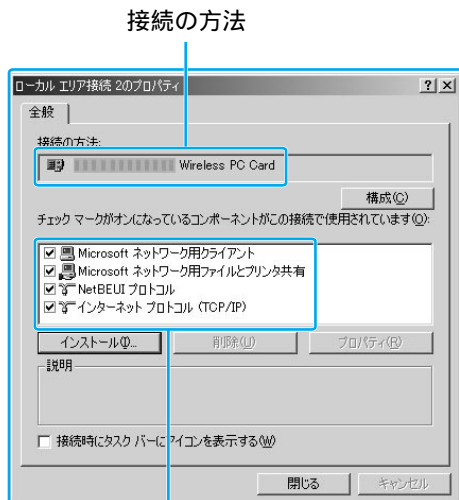 接続の方法
ローカル エリア接続 2のプロパティ
全般
接続の方法:
Wireless PC Card
構成(C)
チェック マークがオンになっているコンポーネントがこの接続で使用されています(O):
Microsoft ネットワーク用クライアント
Microsoft ネットワーク用ファイルとプリンタ共有
NetBEUI プロトコル
インターネット プロトコル (TCP/IP)
インストール(I)... 削除(U) プロパティ(R)
説明
接続時にタスク バーにアイコンを表示する(W)
閉じる キャンセル